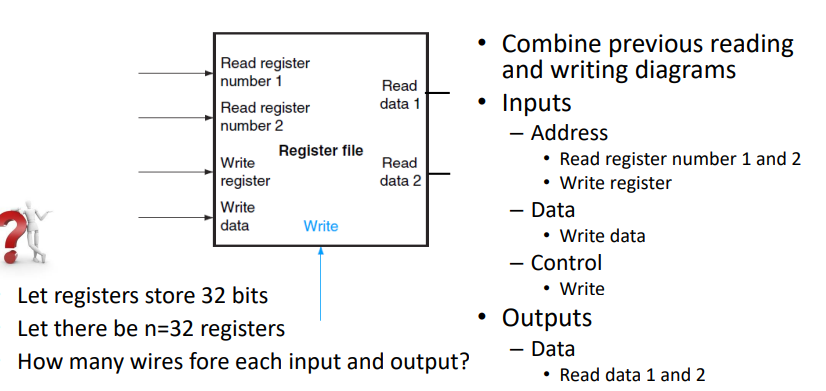 Read register
number 1
Read register
number 2
Write
register
Write
data
Register file
Write
Read
data 1
Read
data 2
Let registers store 32 bits
Let there be n=32 registers
How many wires fore each input and output?
• Combine previous reading
and writing diagrams
• Inputs
– Address
• Read register number 1 and 2
• Write register
– Data
• Write data
– Control
• Write
• Outputs
– Data
• Read data 1 and 2